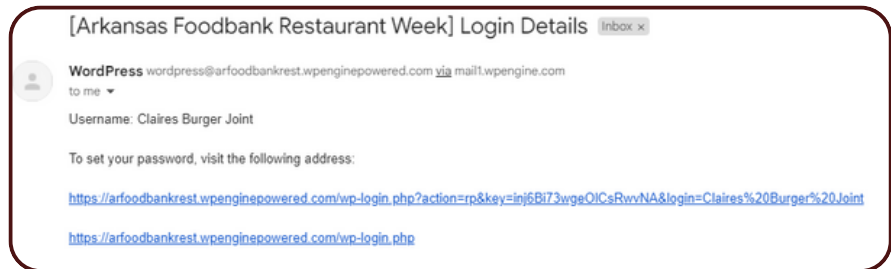 [Arkansas Foodbank Restaurant Week] Login Details Inbox ×
WordPress wordpress@arfoodbankrest.wpenginepowered.com via mail1.wpengine.com
to me
Username: Claires Burger Joint
To set your password, visit the following address:
https://arfoodbankrest.wpenginepowered.com/wp-login.php?action=rp&key=inj6Bi73wgeOICsRwvNA&login=Claires%20Burger%20Joint
https://arfoodbankrest.wpenginepowered.com/wp-login.php